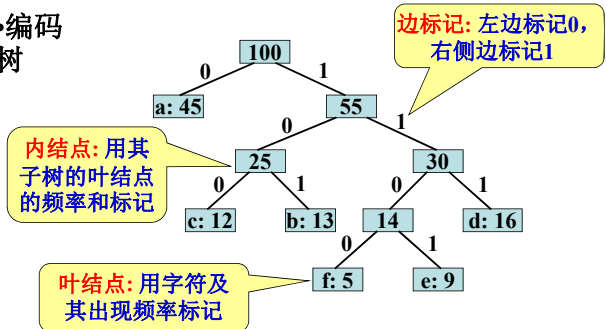 •编码
树
边标记: 左边标记0，
右侧边标记1
100
0
1
a: 45
55
0
1
内结点: 用其
子树的叶结点
的频率和标记
25
30
0
1
0
1
c: 12
b: 13
14
d: 16
0
1
叶结点: 用字符及
其出现频率标记
f: 5
e: 9